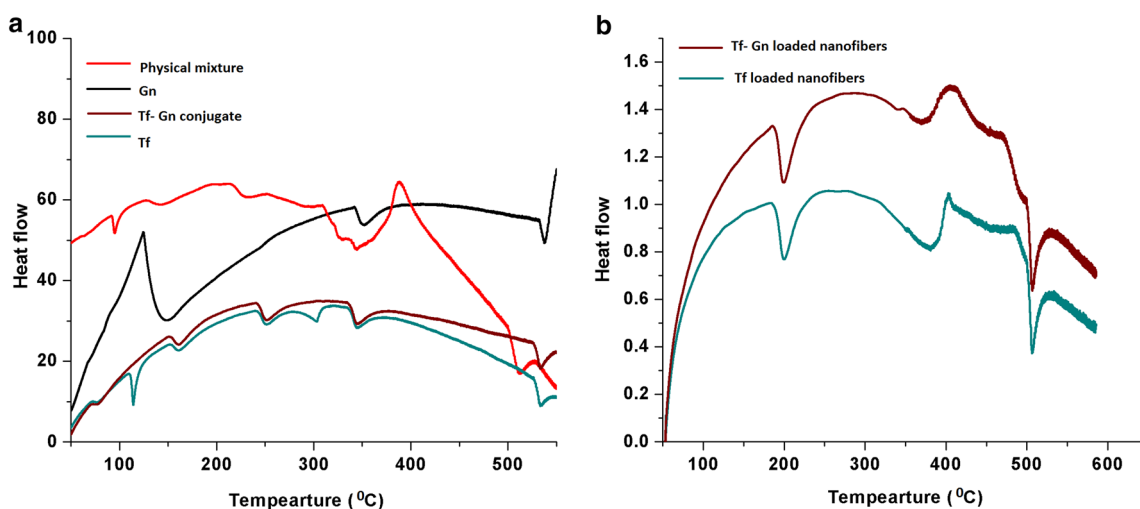 a
100
80
60
40
20
0
Heat flow
Physical mixture
Gn
Tf- Gn conjugate
Tf
100 200 300 400 500
Tempearture ( ⁰C)
b
1.6
1.4
1.2
1.0
0.8
0.6
0.4
0.2
0.0
Heat flow
Tf- Gn loaded nanofibers
Tf loaded nanofibers
100 200 300 400 500 600
Tempearture ( ⁰C)